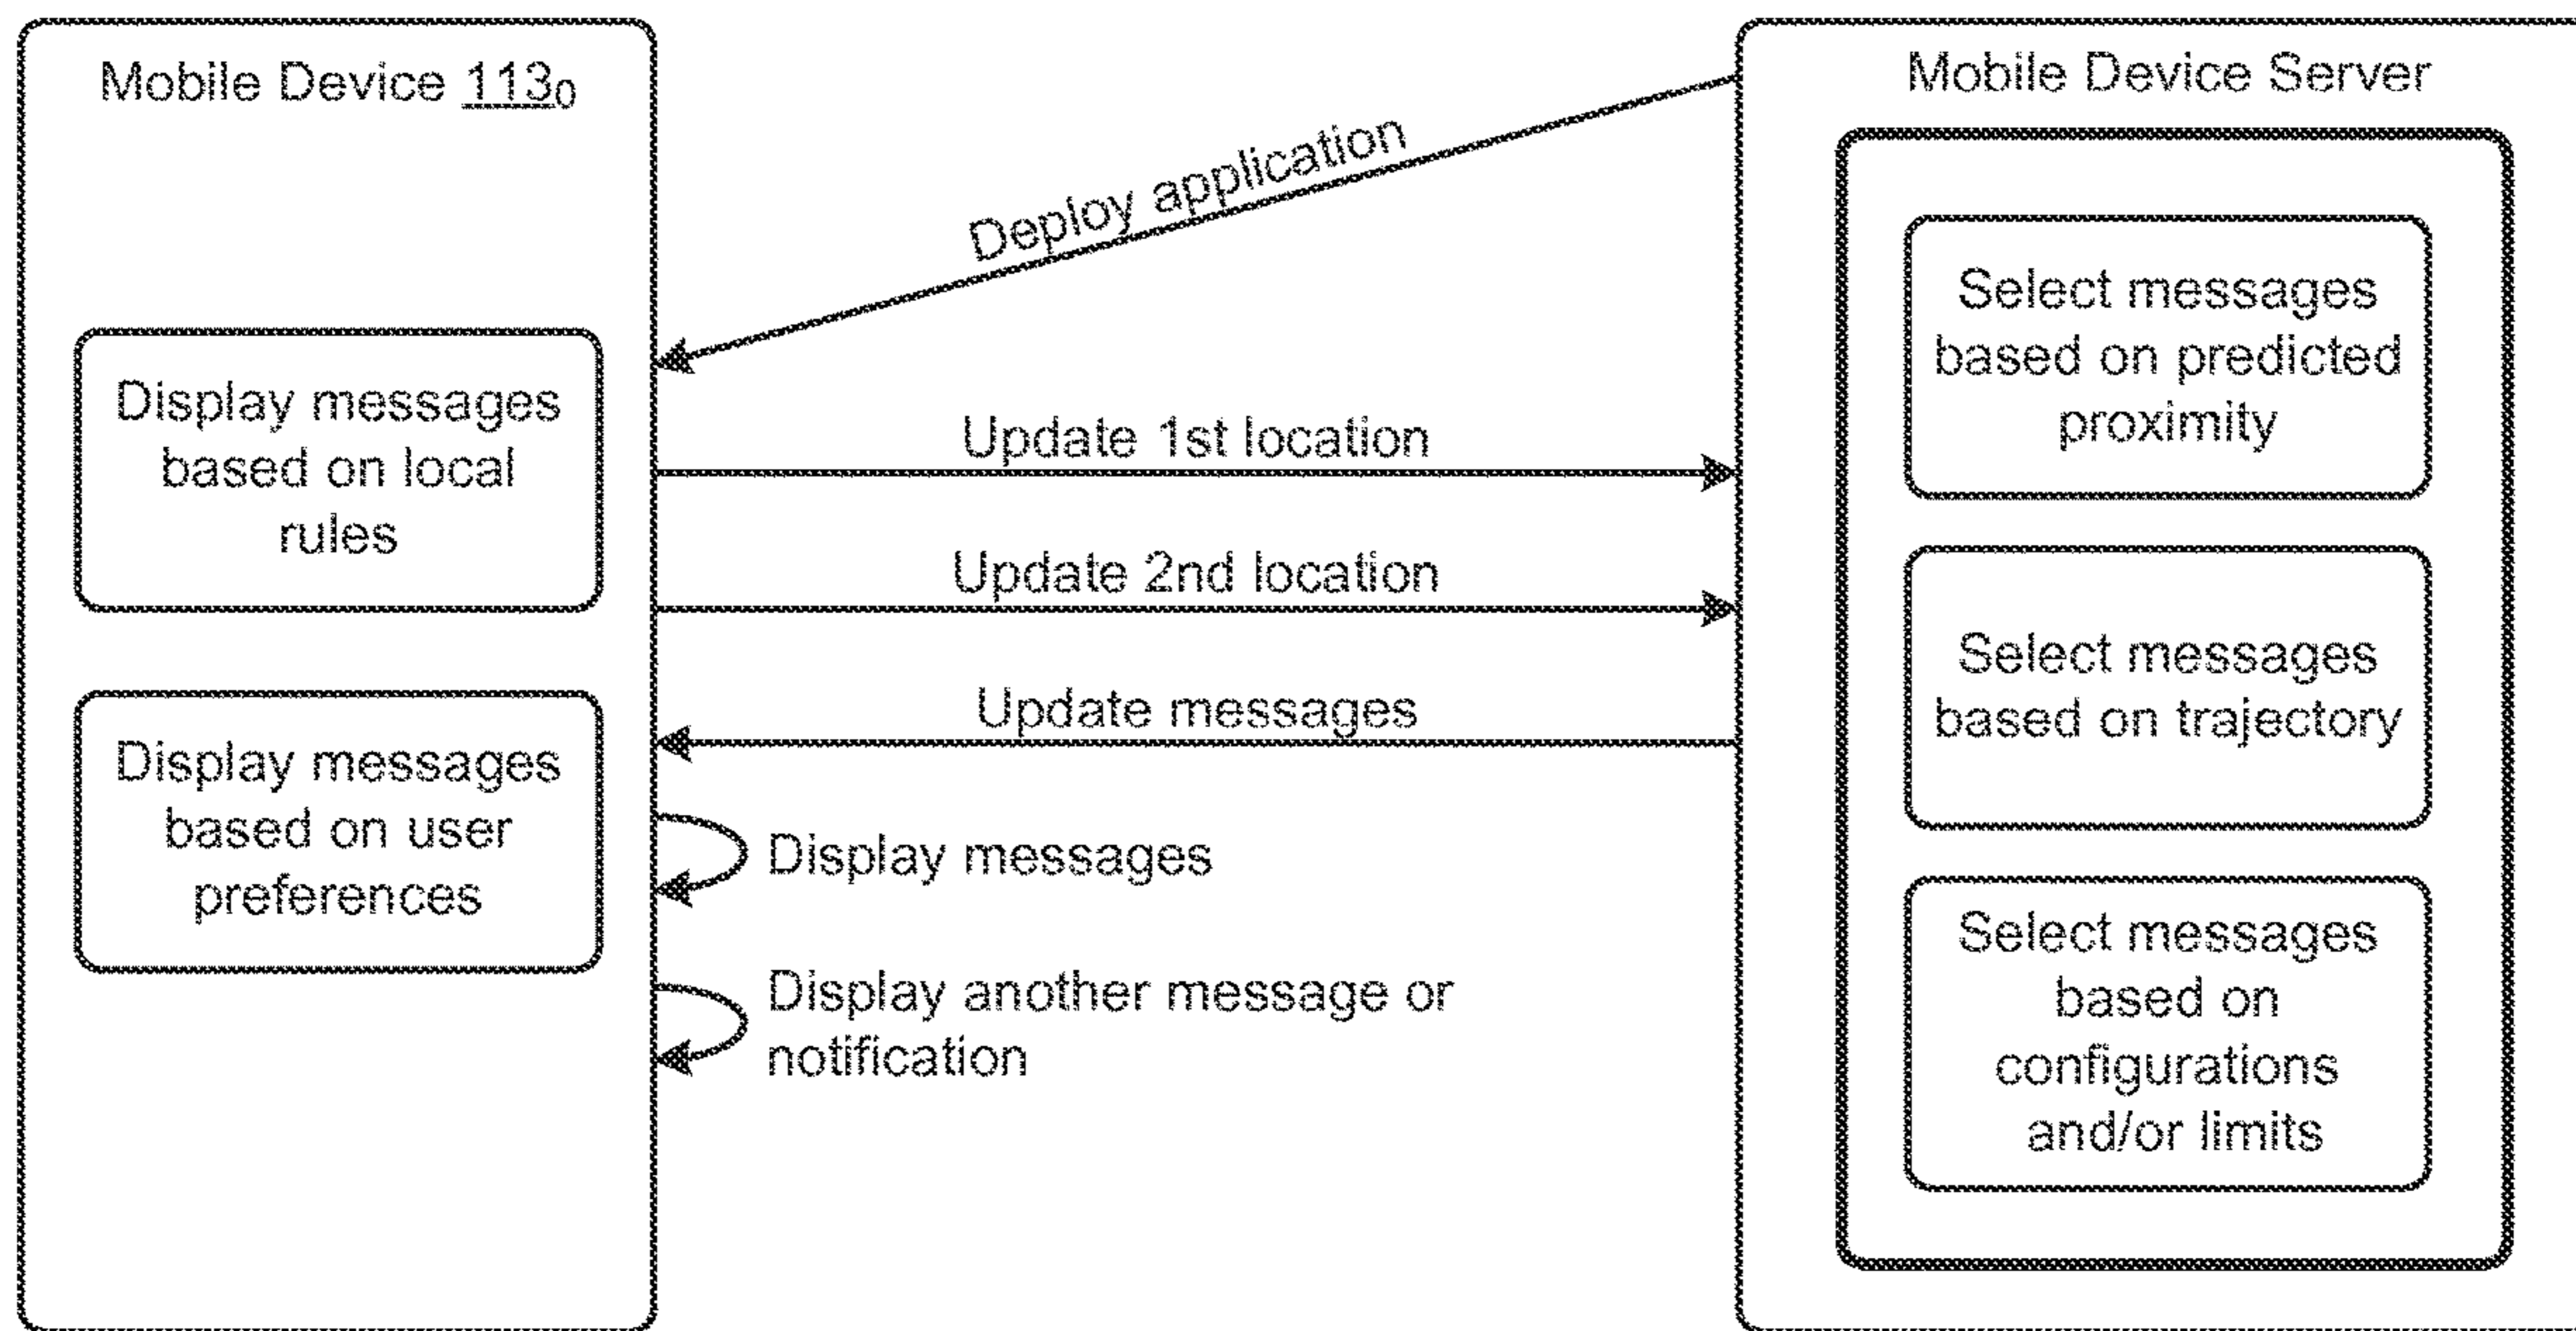 Mobile Device 113₀
Display messages
based on local
rules
Display messages
based on user
preferences
Deploy application
Update 1st location
Update 2nd location
Update messages
Display messages
Display another message or
notification
Mobile Device Server
Select messages
based on predicted
proximity
Select messages
based on trajectory
Select messages
based on
configurations
and/or limits